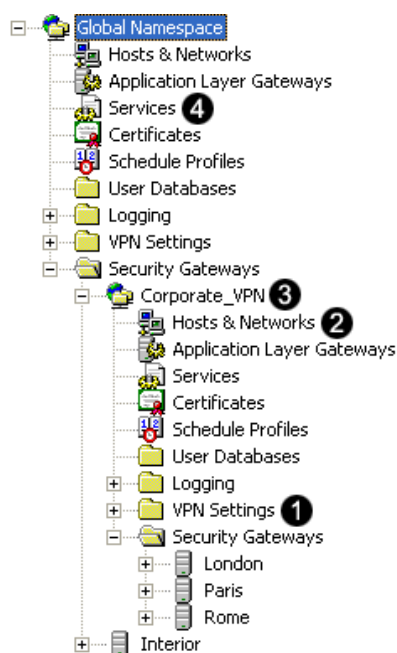 Global Namespace
Hosts & Networks
Application Layer Gateways
Services 4
Certificates
Schedule Profiles
User Databases
Logging
VPN Settings
Security Gateways
Corporate_VPN 3
Hosts & Networks 2
Application Layer Gateways
Services
Certificates
Schedule Profiles
User Databases
Logging
VPN Settings 1
Security Gateways
London
Paris
Rome
Interior